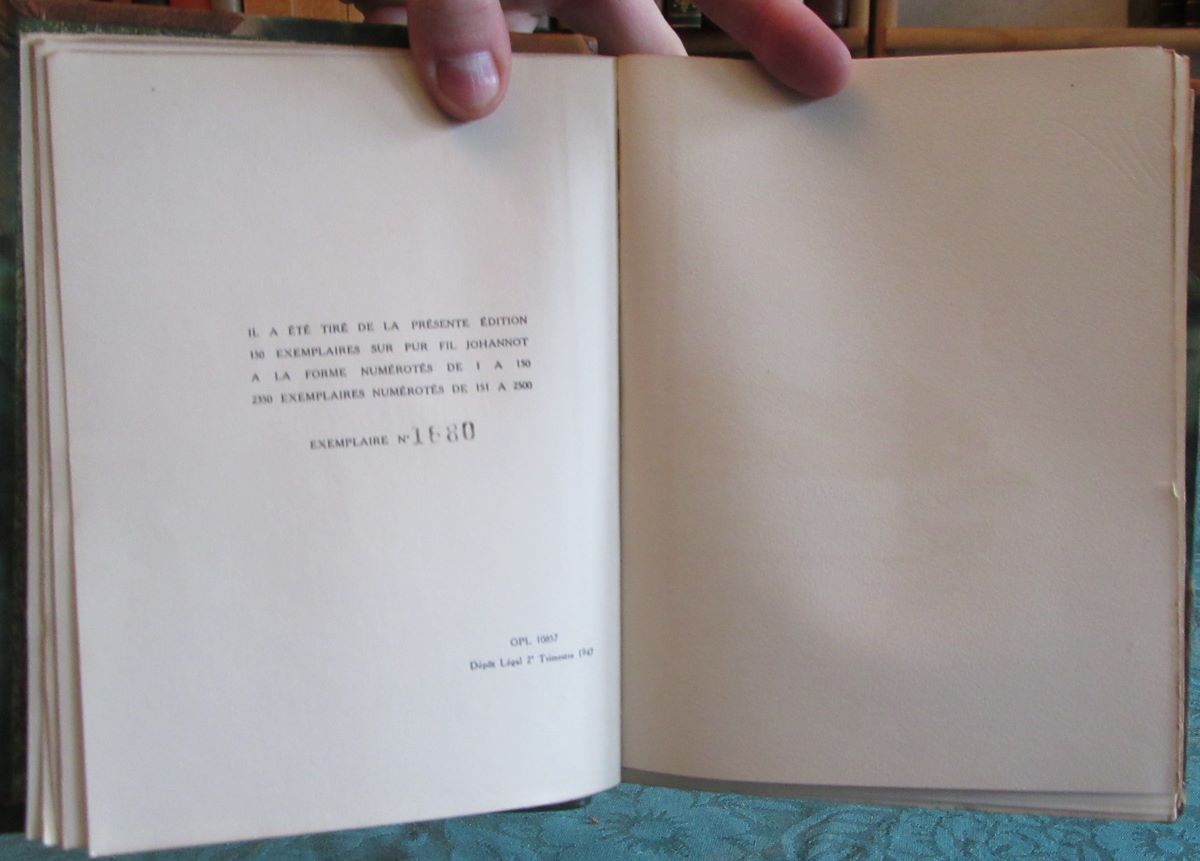 IL A ÉTÉ TIRÉ DE LA PRÉSENTE ÉDITION
150 EXEMPLAIRES SUR PUR FIL JOHANNOT
A LA FORME NUMÉROTÉS DE 1 A 150
2350 EXEMPLAIRES NUMÉROTÉS DE 151 A 2500
EXEMPLAIRE N° 1680
OPL 10857
Dépôt Légal 2e Trimestre 1947